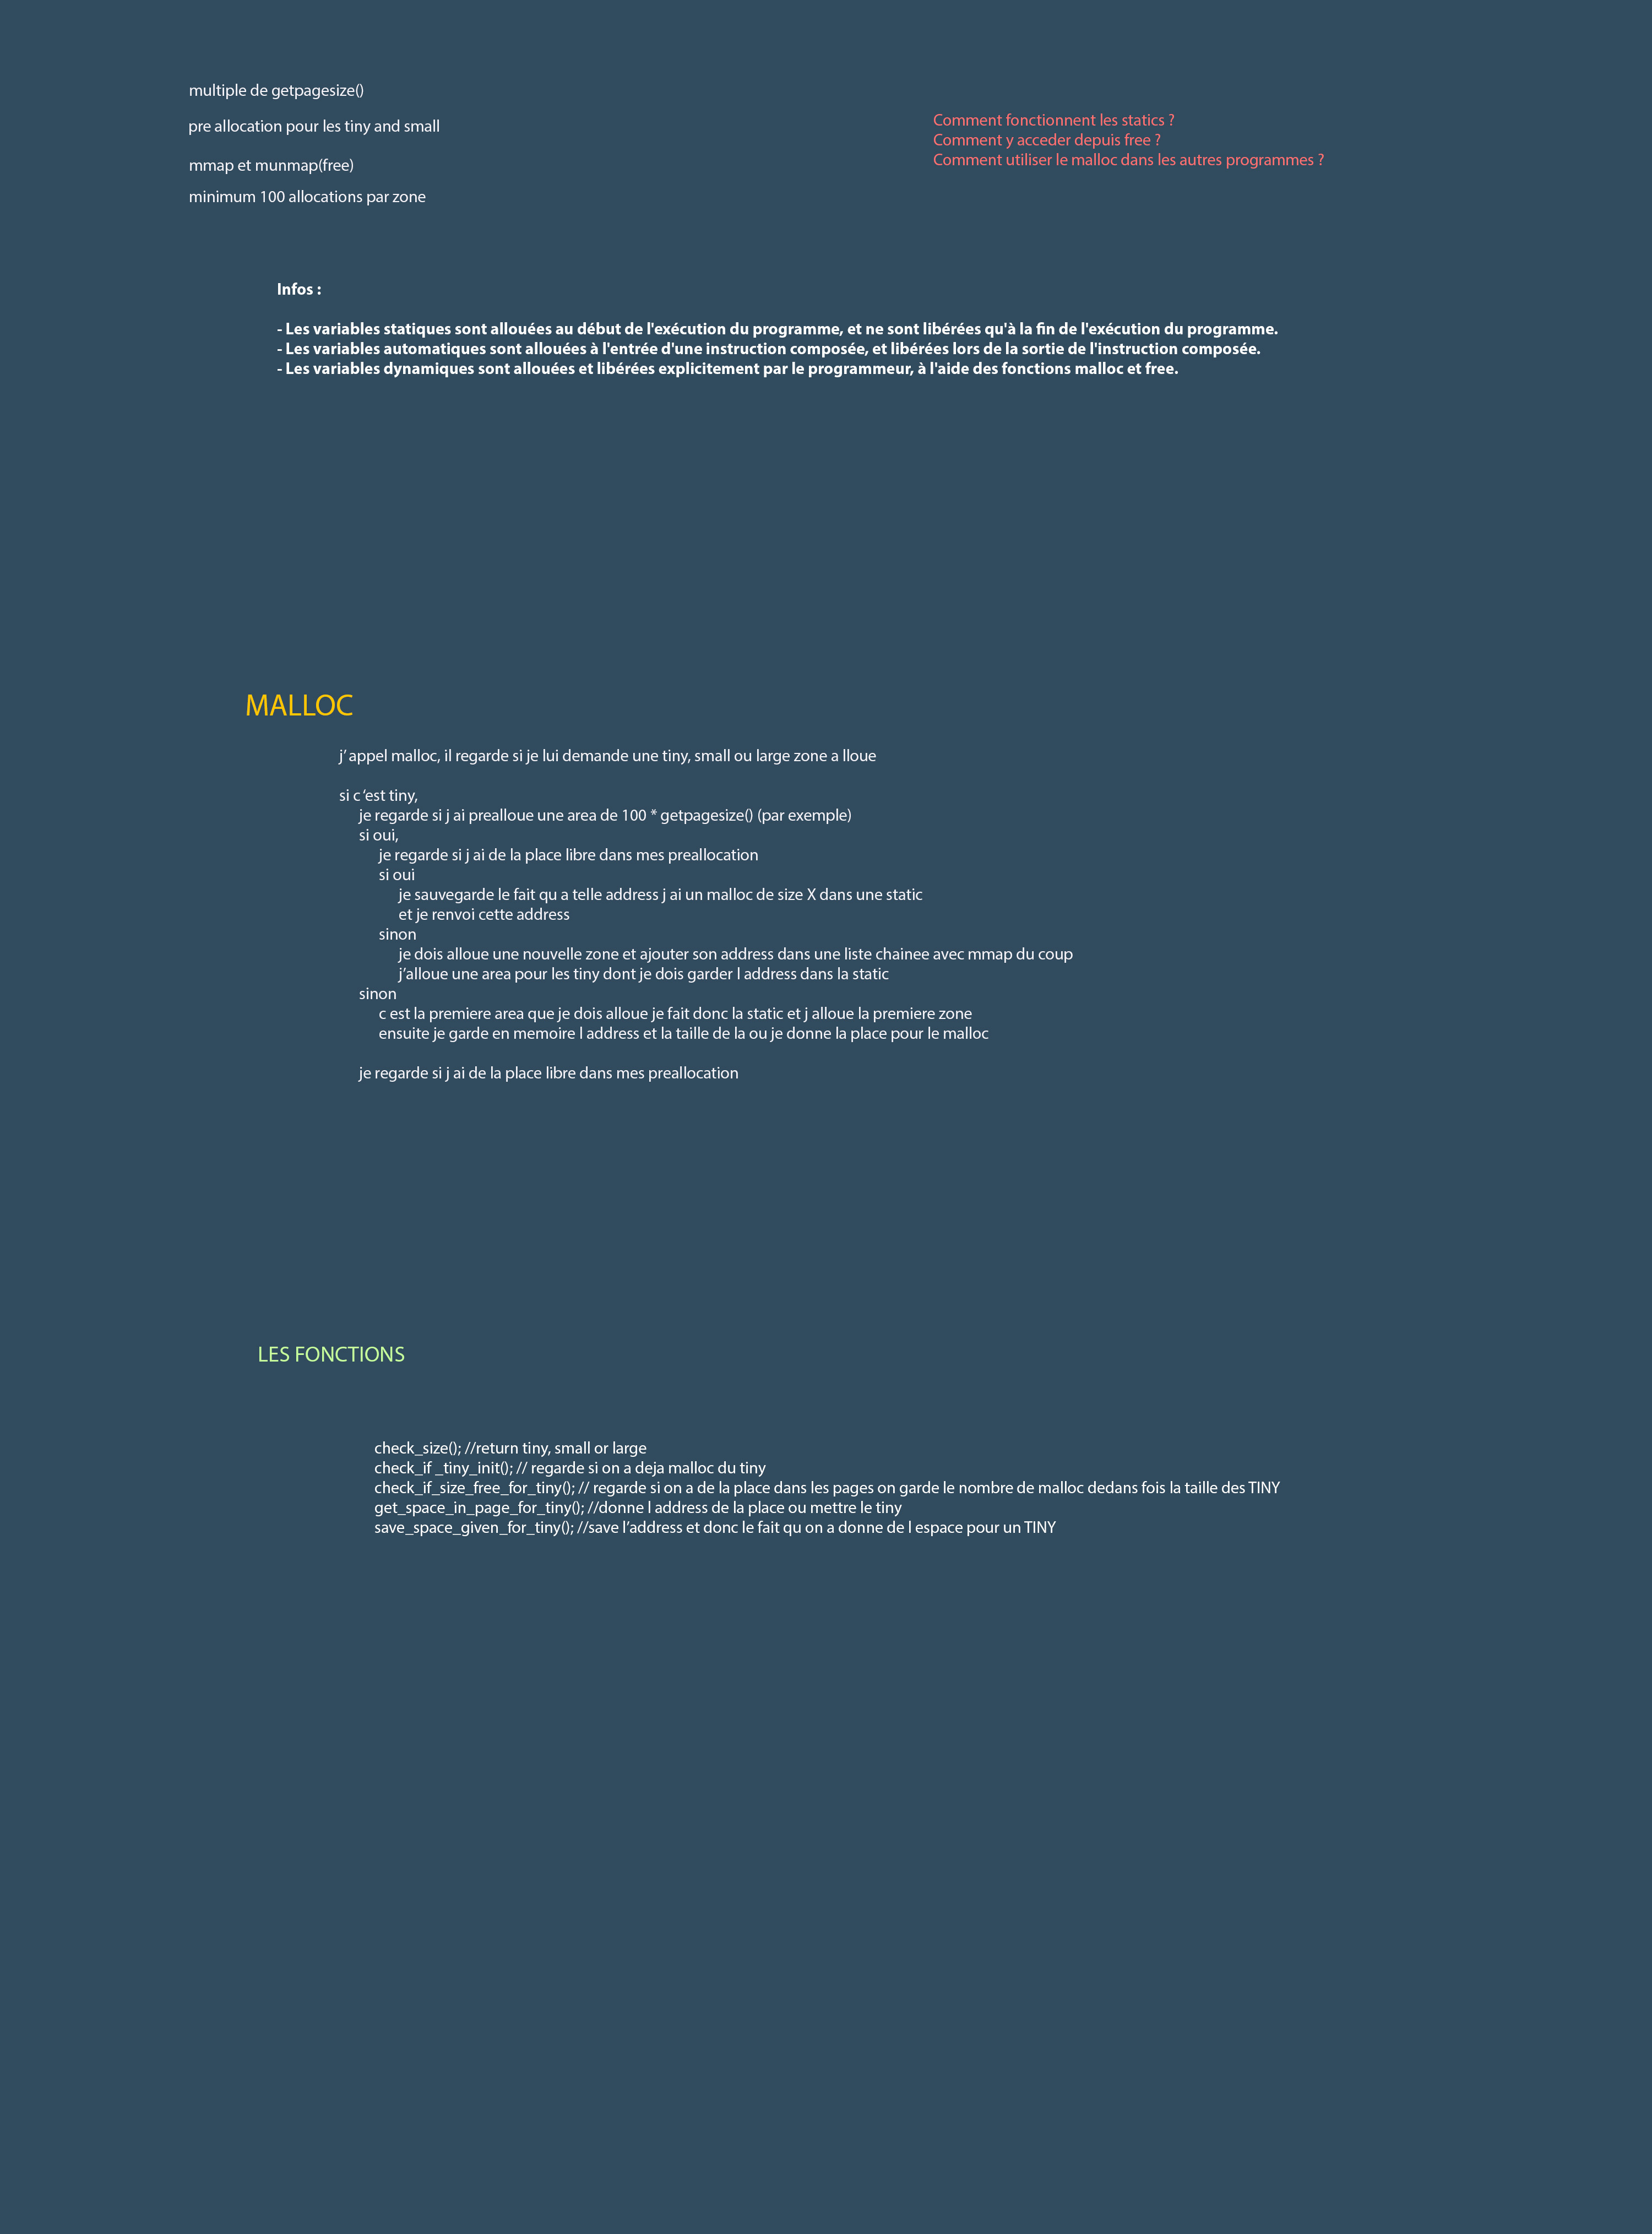 multiple de getpagesize()
pre allocation pour les tiny and small
mmap et munmap(free)
minimum 100 allocations par zone
Comment fonctionnent les statics ?
Comment y acceder depuis free ?
Comment utiliser le malloc dans les autres programmes ?
Infos :
- Les variables statiques sont allouées au début de l'exécution du programme, et ne sont libérées qu'à la fin de l'exécution du programme.
- Les variables automatiques sont allouées à l'entrée d'une instruction composée, et libérées lors de la sortie de l'instruction composée.
- Les variables dynamiques sont allouées et libérées explicitement par le programmeur, à l'aide des fonctions malloc et free.
MALLOC
j’ appel malloc, il regarde si je lui demande une tiny, small ou large zone a lloue
si c ‘est tiny,
je regarde si j ai prealloue une area de 100 * getpagesize() (par exemple)
si oui,
je regarde si j ai de la place libre dans mes preallocation
si oui
je sauvegarde le fait qu a telle address j ai un malloc de size X dans une static
et je renvoi cette address
sinon
je dois alloue une nouvelle zone et ajouter son address dans une liste chainee avec mmap du coup
j’alloue une area pour les tiny dont je dois garder l address dans la static
sinon
c est la premiere area que je dois alloue je fait donc la static et j alloue la premiere zone
ensuite je garde en memoire l address et la taille de la ou je donne la place pour le malloc
je regarde si j ai de la place libre dans mes preallocation
LES FONCTIONS
check_size(); //return tiny, small or large
check_if _tiny_init(); // regarde si on a deja malloc du tiny
check_if_size_free_for_tiny(); // regarde si on a de la place dans les pages on garde le nombre de malloc dedans fois la taille des TINY
get_space_in_page_for_tiny(); //donne l address de la place ou mettre le tiny
save_space_given_for_tiny(); //save l’address et donc le fait qu on a donne de l espace pour un TINY